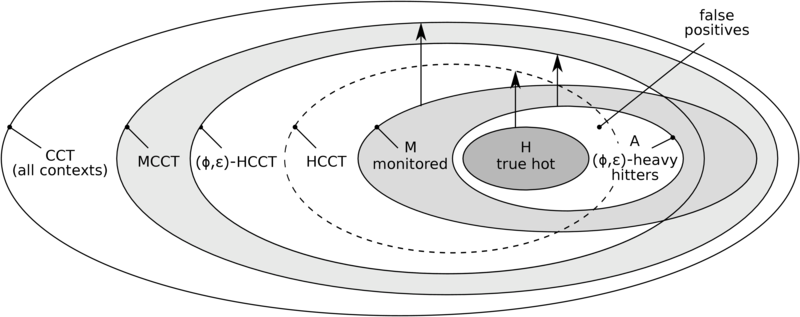 false
positives
CCT
(all contexts)
MCCT
(ϕ,ε)-HCCT
HCCT
M
monitored
H
true hot
A
(ϕ,ε)-heavy
hitters